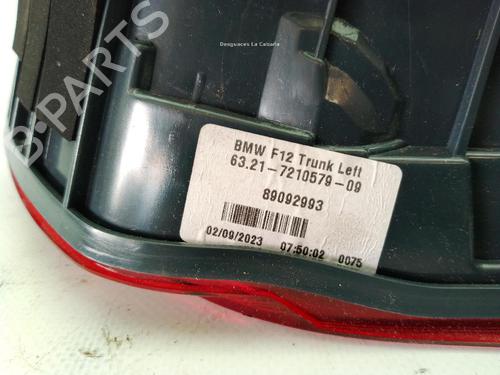 Desguaces La Cabaña
B-PARTS
BMW F12 Trunk Left
63.21-7210579-09
89092993
02/09/2023 07:50:02 0075